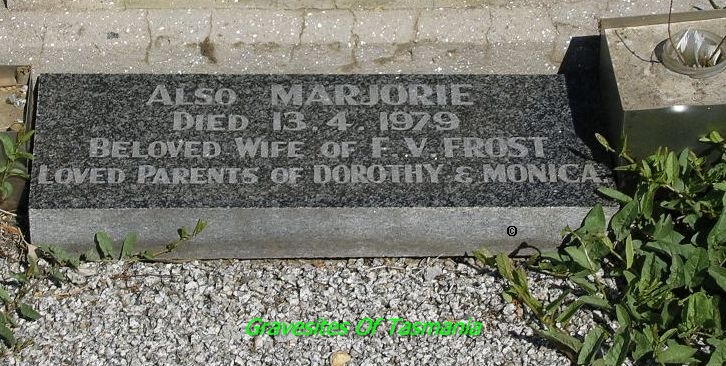 ALSO MARJORIE
DIED 13.4.1979
BELOVED WIFE OF F.V. FROST
LOVED PARENTS OF DOROTHY & MONICA
©
Gravesites Of Tasmania